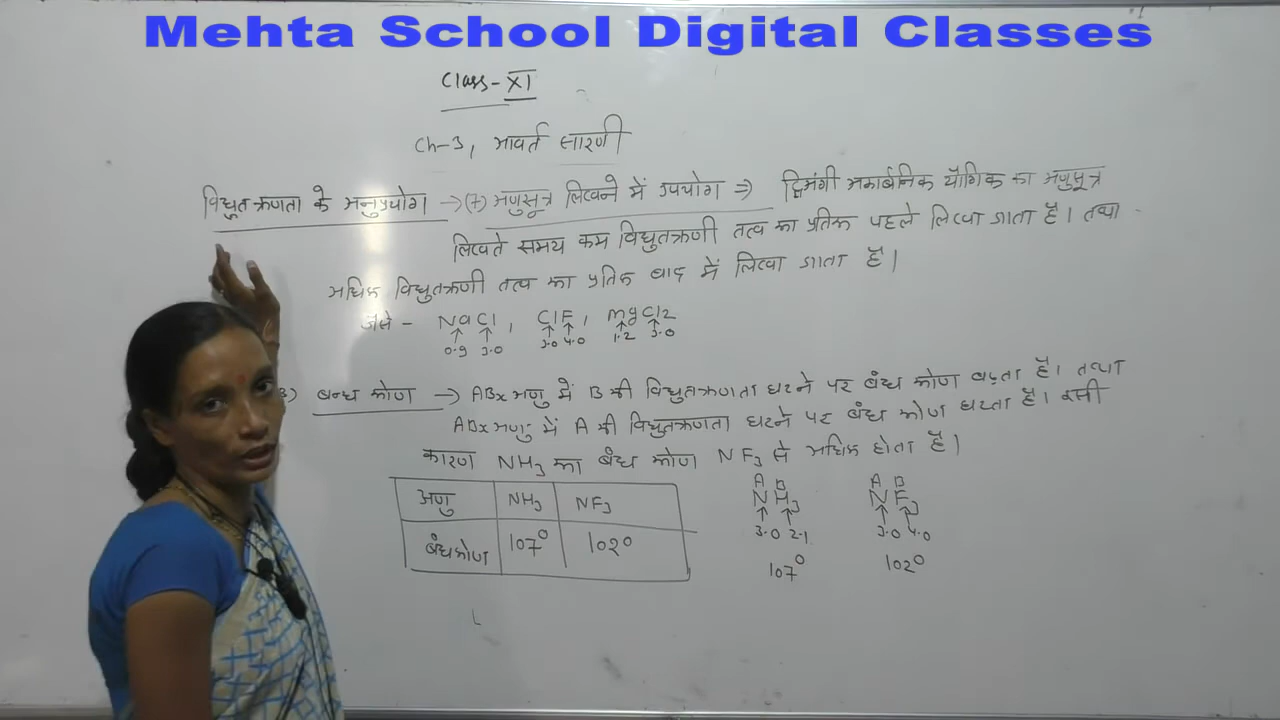 Mehta School Digital Classes
Class-XI
Ch-3, आवर्त सारणी
विद्युतऋणता के अनुप्रयोग →(7) अणुसूत्र लिखने में उपयोग ⇒ द्विअंगी अकार्बनिक यौगिक का अणुसूत्र
लिखते समय कम विद्युतऋणी तत्व का प्रतिक पहले लिखा जाता है। तथा
अधिक विद्युतऋणी तत्व का प्रतिक बाद में लिखा जाता है।
जैसे - NaCl, ClF, MgCl2
↑ ↑ ↑ ↑ ↑ ↑
0.9 3.0 3.0 4.0 1.2 3.0
8) बन्ध कोण → ABx अणु में B की विद्युतऋणता घटने पर बंध कोण बढ़ता है। तथा
ABx अणु में A की विद्युतऋणता घटने पर बंध कोण घटता है। इसी
कारण NH3 का बंध कोण NF3 से अधिक होता है।
अणु NH3 NF3
बंधकोण 107° 102°
A B A B
NH3 NF3
↑ ↑ ↑ ↑
3.0 2.1 3.0 4.0
107° 102°